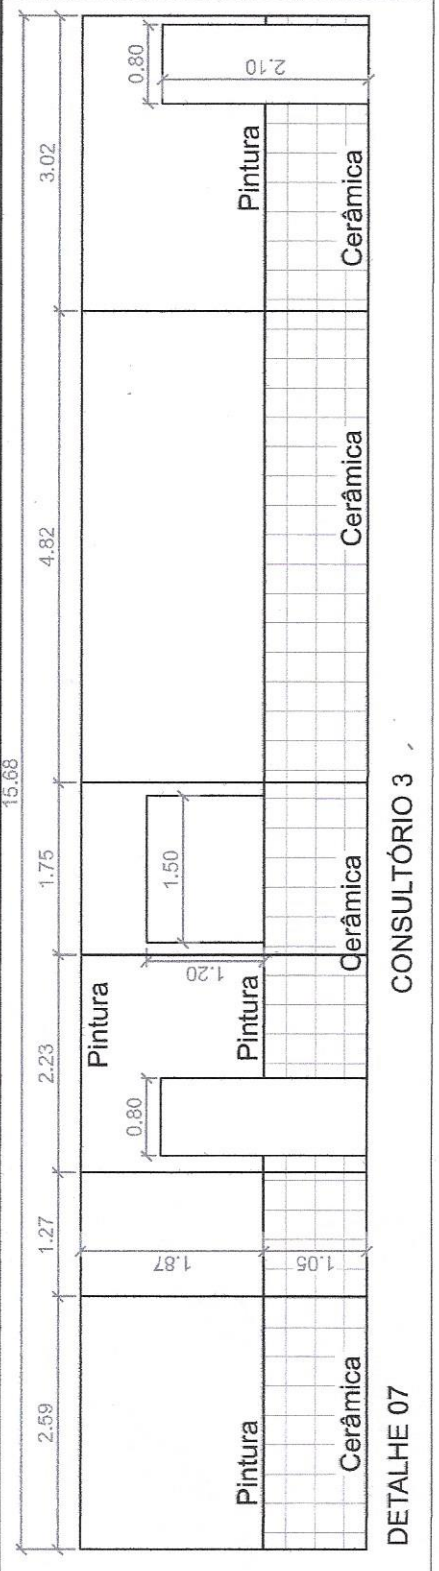 15.68
2.59
1.27
2.23
1.75
4.82
3.02
Pintura
0.80
0.80
1.87
1.20
1.50
2.10
Pintura
Pintura
Pintura
1.05
Cerâmica
Cerâmica
Cerâmica
Cerâmica
DETALHE 07
CONSULTÓRIO 3